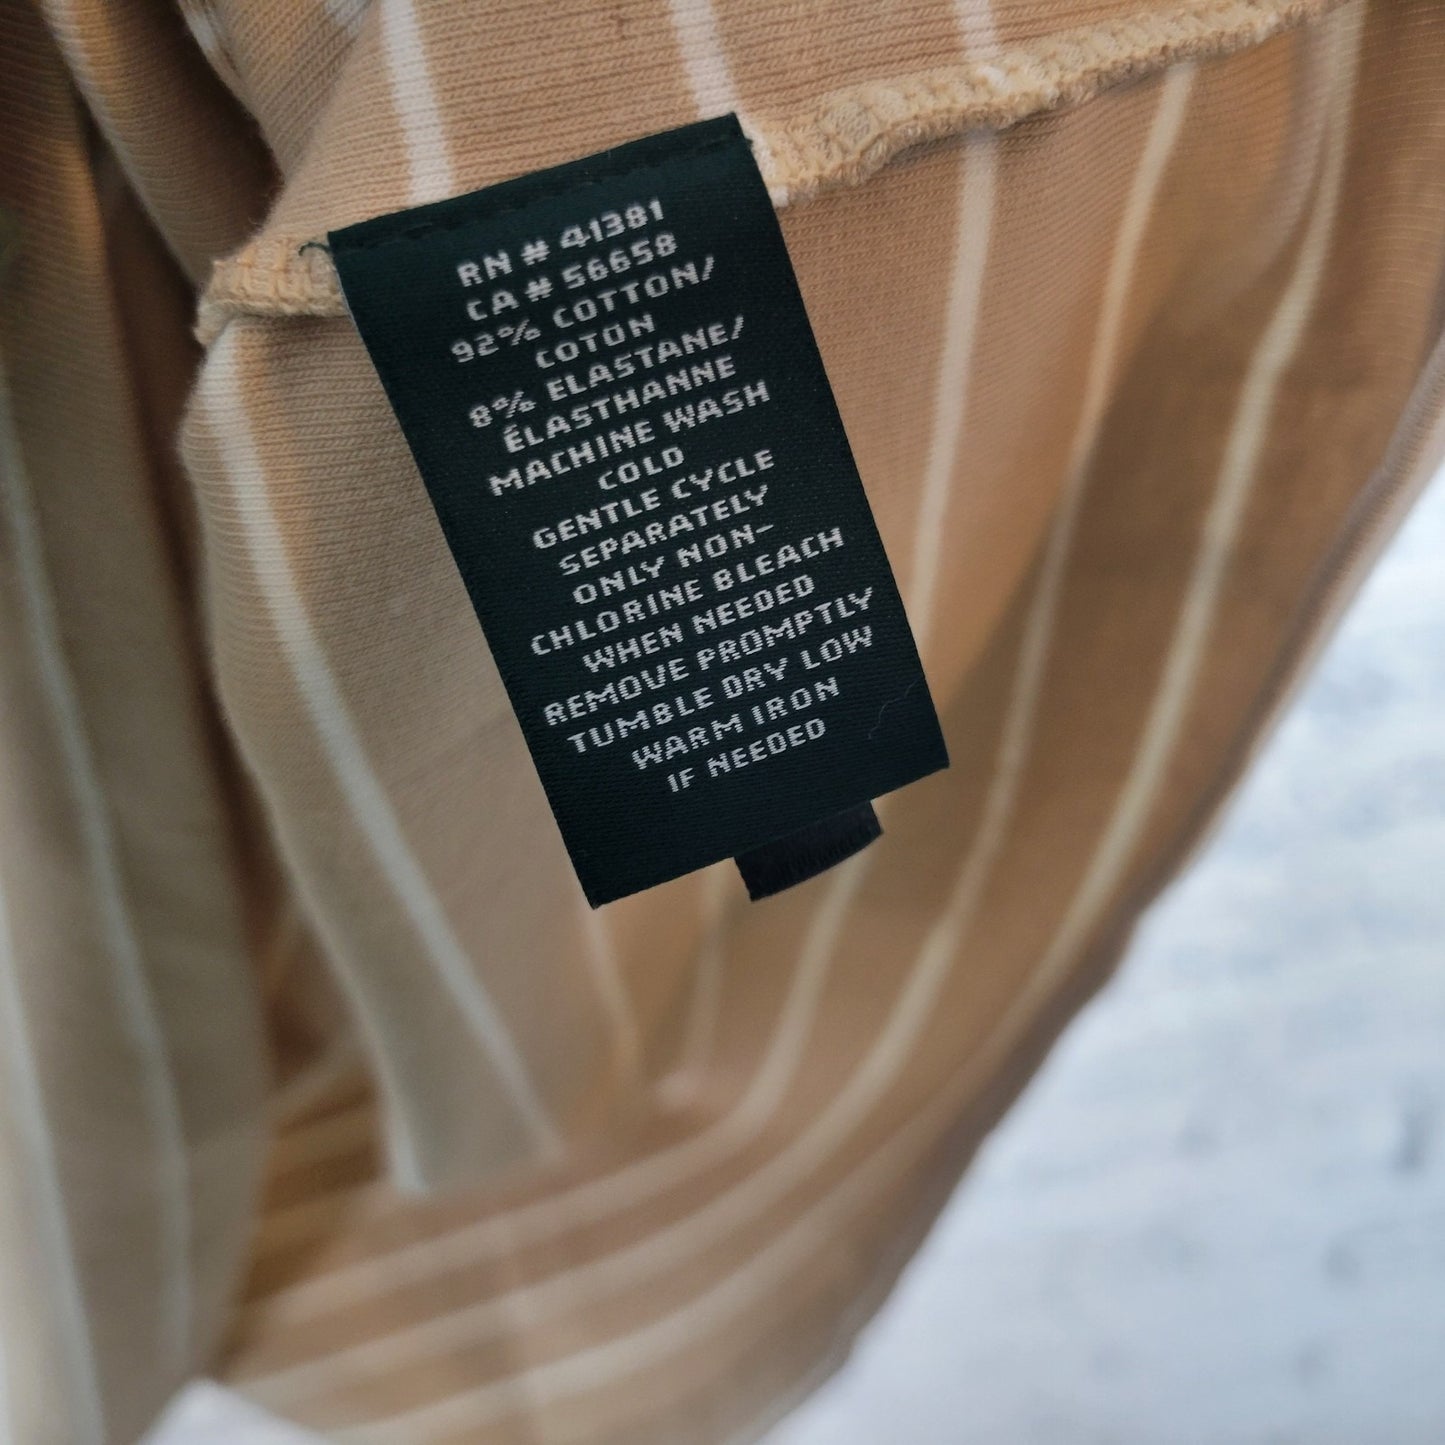 RN # 41381
CA # 56658
92% COTTON/
COTON
8% ELASTANE/
ÉLASTHANNE
MACHINE WASH
COLD
GENTLE CYCLE
SEPARATELY
ONLY NON-
CHLORINE BLEACH
WHEN NEEDED
REMOVE PROMPTLY
TUMBLE DRY LOW
WARM IRON
IF NEEDED